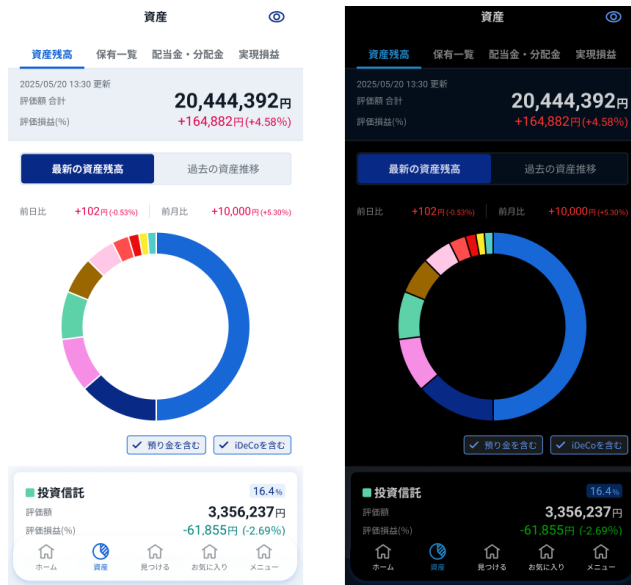 資産
資産残高 保有一覧 配当金・分配金 実現損益
2025/05/20 13:30 更新
評価額 合計 20,444,392円
評価損益(%) +164,882円(+4.58%)
最新の資産残高 過去の資産推移
前日比 +102円(-0.53%) 前月比 +10,000円(+5.30%)
預り金を含む iDeCoを含む
投資信託 16.4%
評価額 3,356,237円
評価損益(%) -61,855円 (-2.69%)
ホーム 資産 見つける お気に入り メニュー
資産
資産残高 保有一覧 配当金・分配金 実現損益
2025/05/20 13:30 更新
評価額 合計 20,444,392円
評価損益(%) +164,882円(+4.58%)
最新の資産残高 過去の資産推移
前日比 +102円(-0.53%) 前月比 +10,000円(+5.30%)
預り金を含む iDeCoを含む
投資信託 16.4%
評価額 3,356,237円
評価損益(%) -61,855円 (-2.69%)
ホーム 資産 見つける お気に入り メニュー